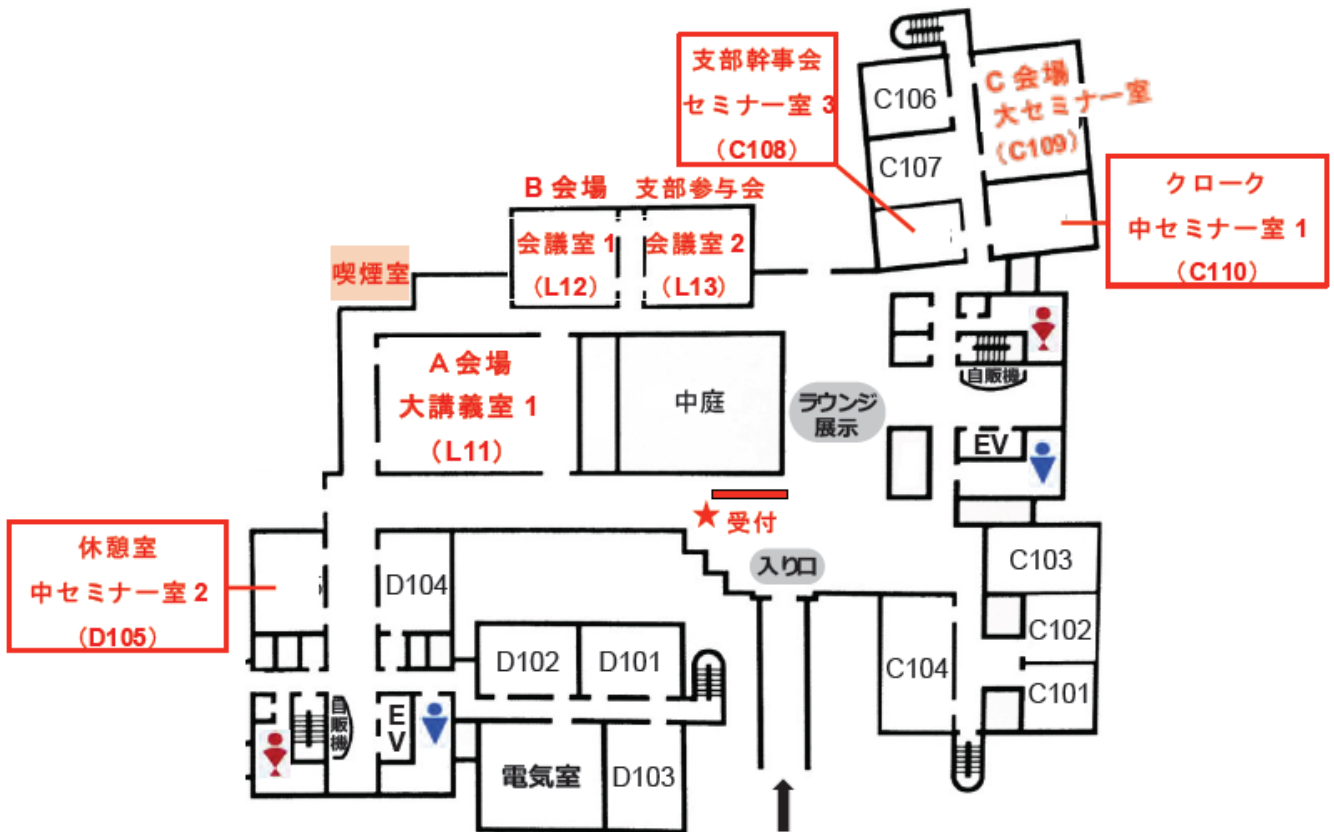 支部幹事会
セミナー室 3
（C108）
C106
C 会場
大セミナー室
（C109）
C107
クローク
中セミナー室 1
（C110）
B 会場
支部参与会
会議室 1
（L12）
会議室 2
（L13）
喫煙室
A 会場
大講義室 1
（L11）
中庭
ラウンジ
展示
自販機
EV
★
受付
入り口
休憩室
中セミナー室 2
（D105）
D104
C103
C102
C104
C101
D102
D101
自販機
EV
電気室
D103